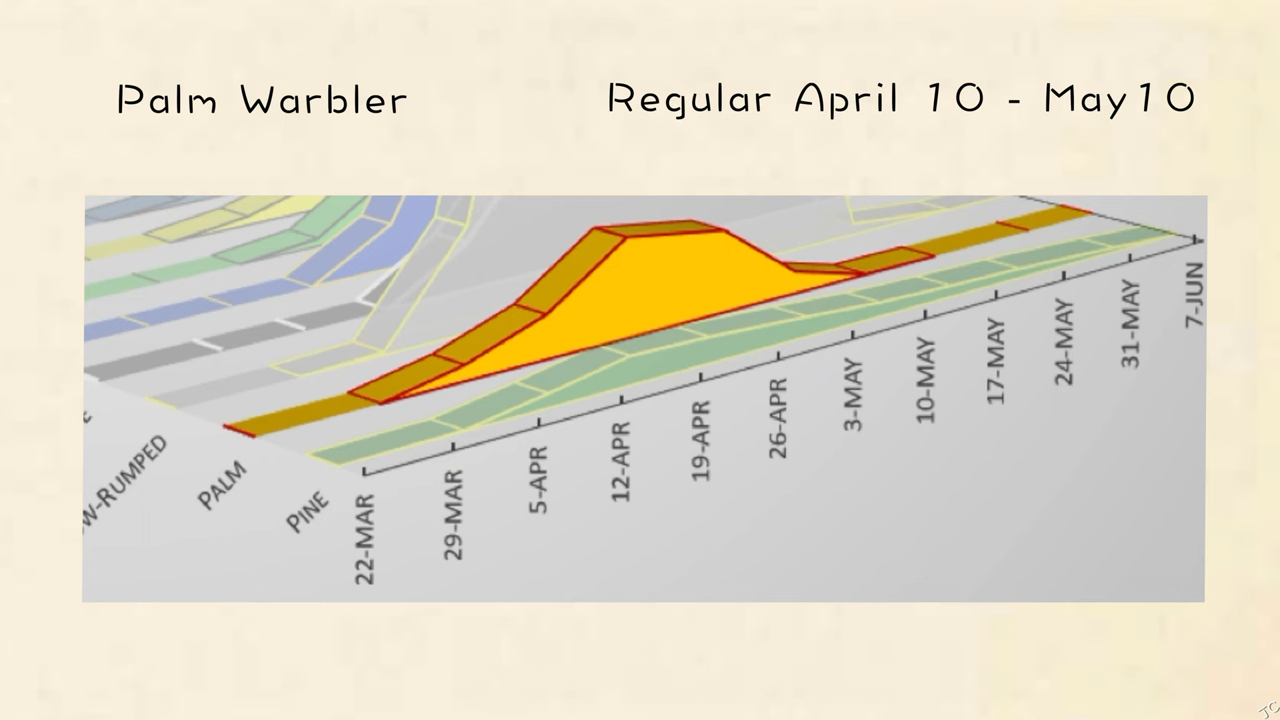 Palm Warbler
Regular April 10 - May10
W-RUMPED
PALM
PINE
22-MAR
29-MAR
5-APR
12-APR
19-APR
26-APR
3-MAY
10-MAY
17-MAY
24-MAY
31-MAY
7-JUN
JC